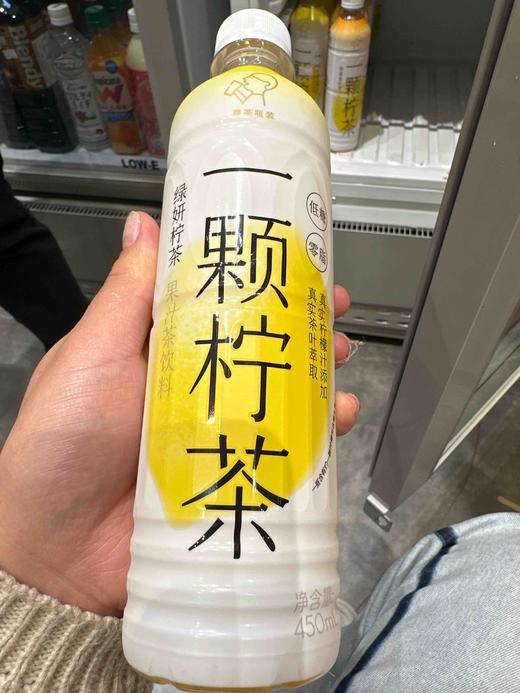 喜茶瓶装
一颗柠茶
绿妍柠茶
果汁茶饮料
低糖
零脂
真实柠檬汁添加
真实茶叶萃取
净含量:
450mL
LOW-E
一颗柠茶